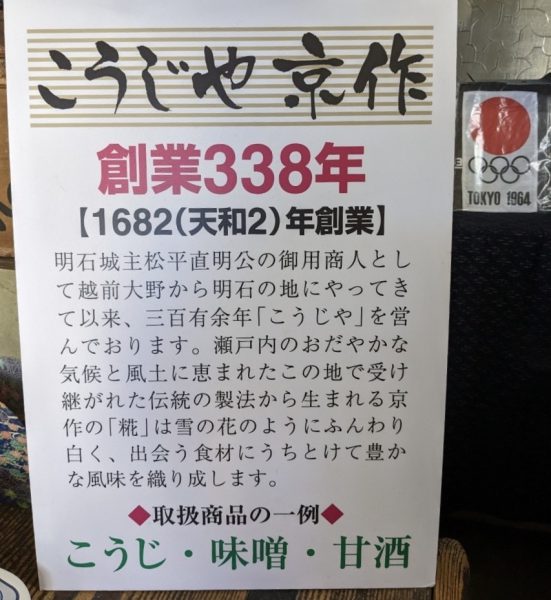 こうじや 京作
創業338年
【1682(天和2)年創業】
明石城主松平直明公の御用商人とし
て越前大野から明石の地にやってき
て以来、三百有余年「こうじや」を営
んでおります。瀬戸内のおだやかな
気候と風土に恵まれたこの地で受け
継がれた伝統の製法から生まれる京
作の「糀」は雪の花のようにふんわり
白く、出会う食材にうちとけて豊か
な風味を織り成します。
◆取扱商品の一例◆
こうじ・味噌・甘酒
TOKYO 1964